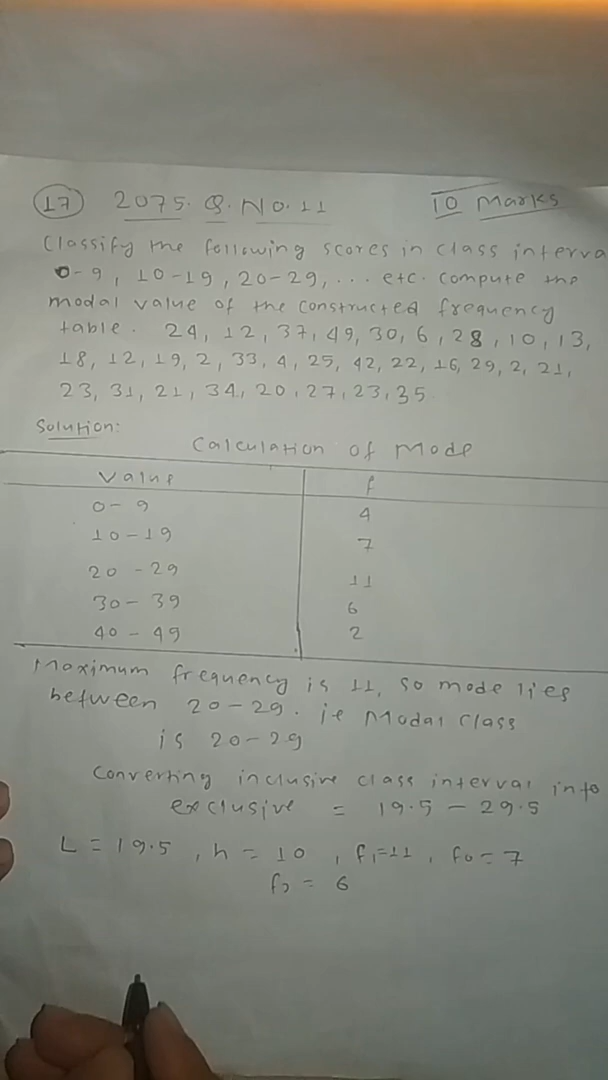 17 2075. Q. No. 11 10 Marks
Classify the following scores in class interva
0-9, 10-19, 20-29, ... etc. compute the
modal value of the constructed frequency
table. 24, 12, 37, 49, 30, 6, 28, 10, 13,
18, 12, 19, 2, 33, 4, 25, 42, 22, 16, 29, 2, 21,
23, 31, 21, 34, 20, 27, 23, 35.
Solution:
Calculation of Mode
Value f
0-9 4
10-19 7
20-29 11
30-39 6
40-49 2
Maximum frequency is 11, so mode lies
between 20-29. ie Modal class
is 20-29
Converting inclusive class interval into
exclusive = 19.5 - 29.5
L = 19.5, h = 10, f₁=11, f₀=7
f₂ = 6